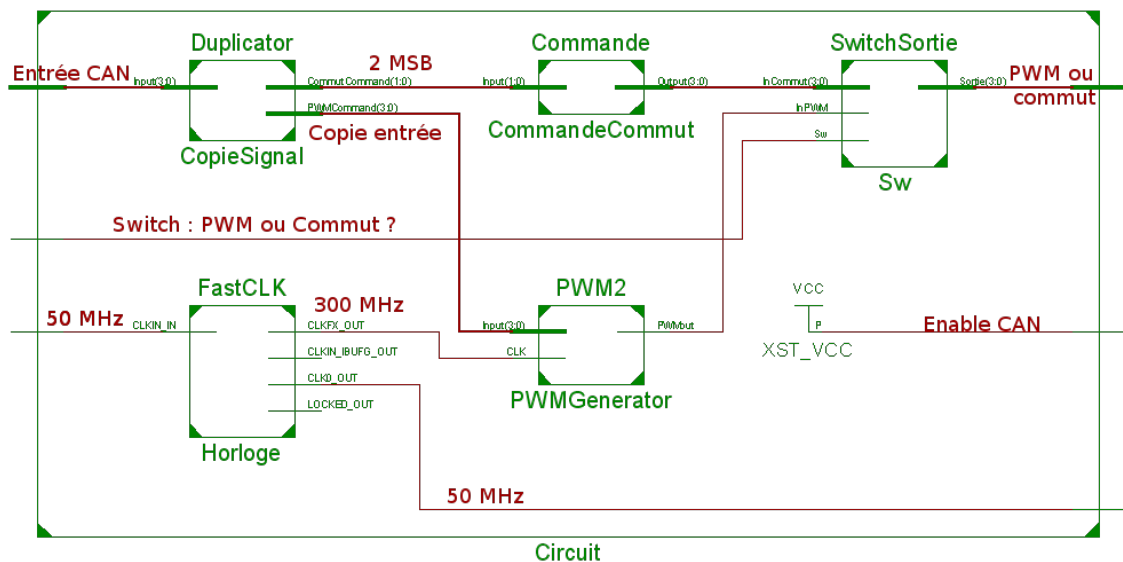 Duplicator
Commande
SwitchSortie
Entrée CAN
Input(3:0)
CommutCommand(1:0)
2 MSB
Input(1:0)
Output(3:0)
InCommut(3:0)
Sortie(3:0)
PWM ou
commut
PWMCommand(3:0)
InPWM
Copie entrée
CommandeCommut
Sw
CopieSignal
Sw
Switch : PWM ou Commut ?
FastCLK
PWM2
VCC
50 MHz
CLKIN_IN
300 MHz
CLKFX_OUT
Input(3:0)
PWMout
P
Enable CAN
CLKIN_IBUFG_OUT
CLK
XST_VCC
CLK0_OUT
PWMGenerator
LOCKED_OUT
Horloge
50 MHz
Circuit